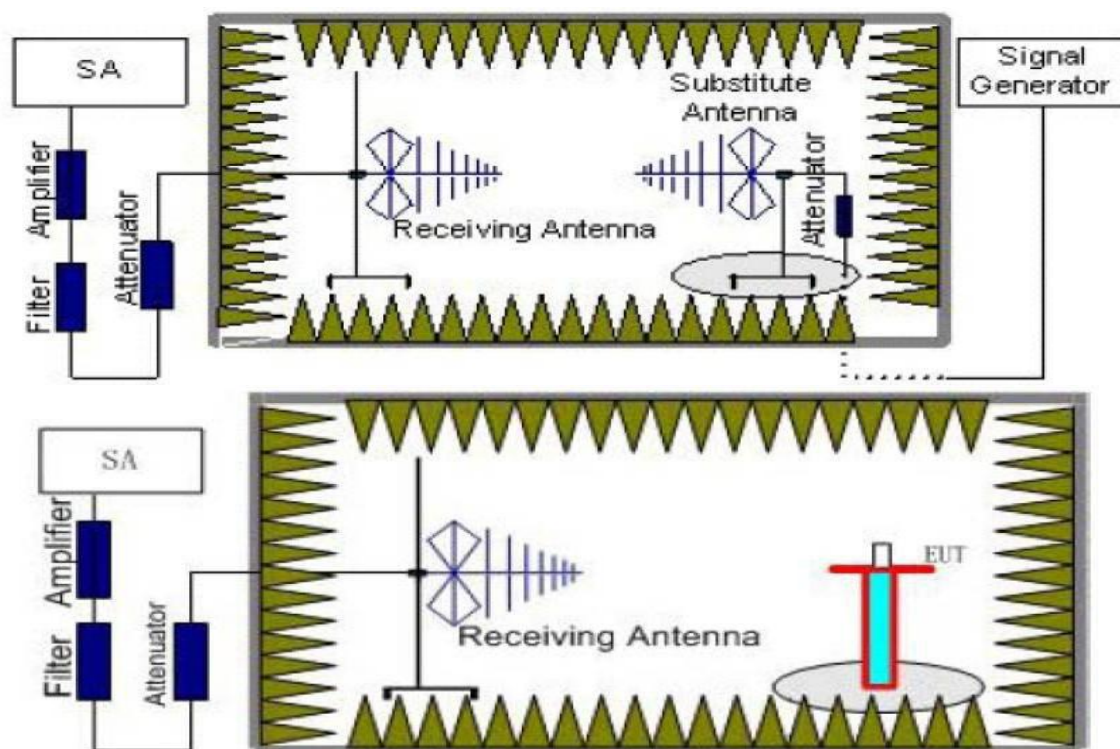 SA
Signal
Generator
Substitute
Antenna
Amplifier
Attenuator
Filter
Attenuator
Receiving Antenna
SA
Amplifier
Filter
Attenuator
EUT
Receiving Antenna